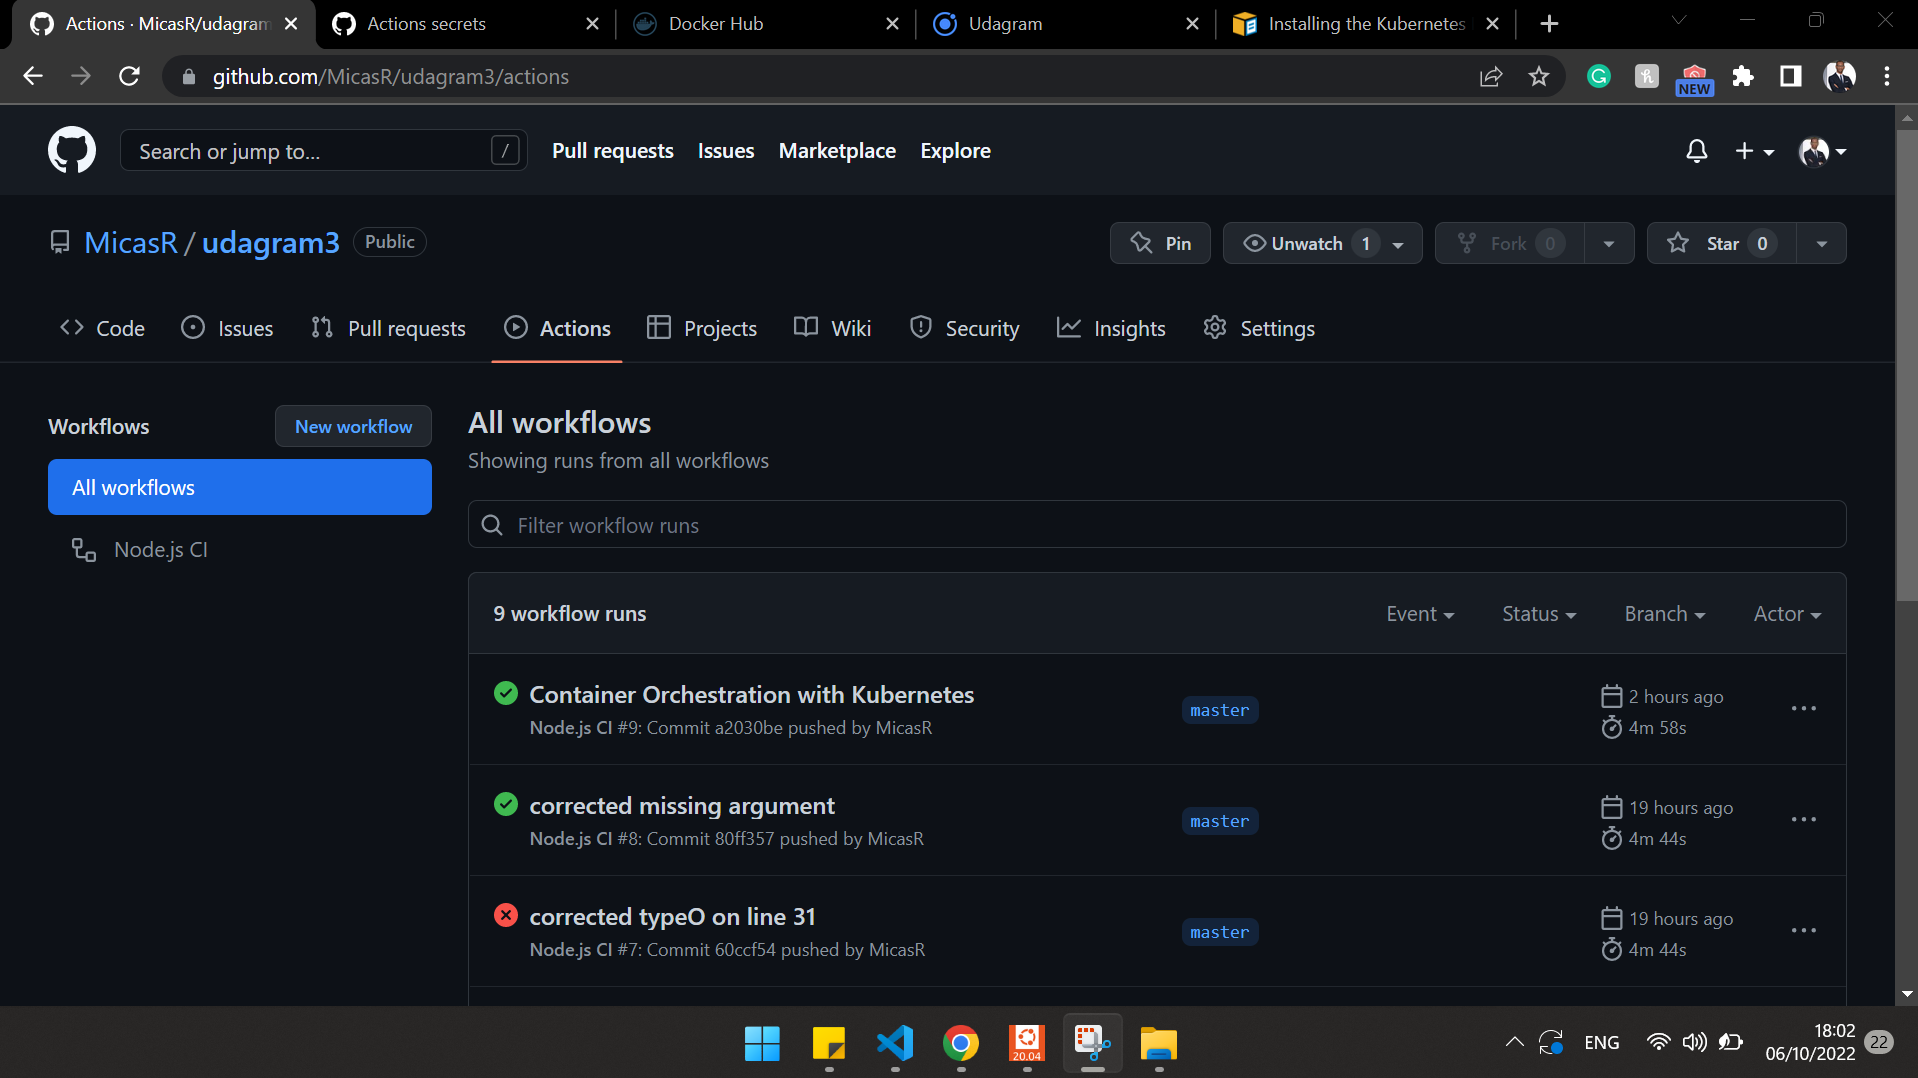 Actions · MicasR/udagram
Actions secrets
Docker Hub
Udagram
Installing the Kubernetes
github.com/MicasR/udagram3/actions
NEW
Search or jump to...
/
Pull requests
Issues
Marketplace
Explore
MicasR / udagram3
Public
Pin
Unwatch 1
Fork 0
Star 0
Code
Issues
Pull requests
Actions
Projects
Wiki
Security
Insights
Settings
Workflows
New workflow
All workflows
Node.js CI
All workflows
Showing runs from all workflows
Filter workflow runs
9 workflow runs
Event
Status
Branch
Actor
Container Orchestration with Kubernetes
Node.js CI #9: Commit a2030be pushed by MicasR
master
2 hours ago
4m 58s
corrected missing argument
Node.js CI #8: Commit 80ff357 pushed by MicasR
master
19 hours ago
4m 44s
corrected typeO on line 31
Node.js CI #7: Commit 60ccf54 pushed by MicasR
master
19 hours ago
4m 44s
20.04
ENG
18:02
06/10/2022
22